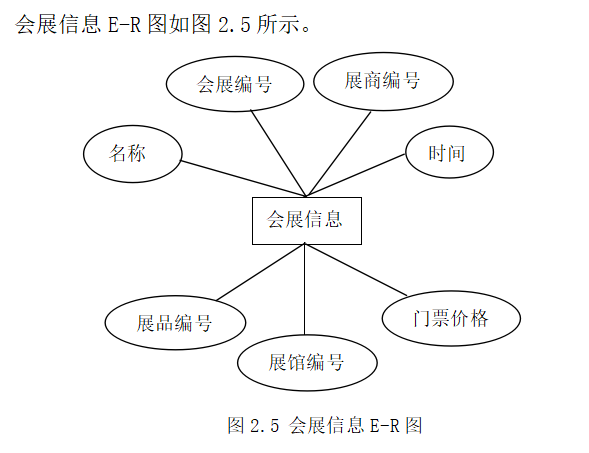 会展信息 E-R 图如图 2.5 所示。
会展编号
展商编号
名称
时间
会展信息
展品编号
门票价格
展馆编号
图 2.5 会展信息 E-R 图